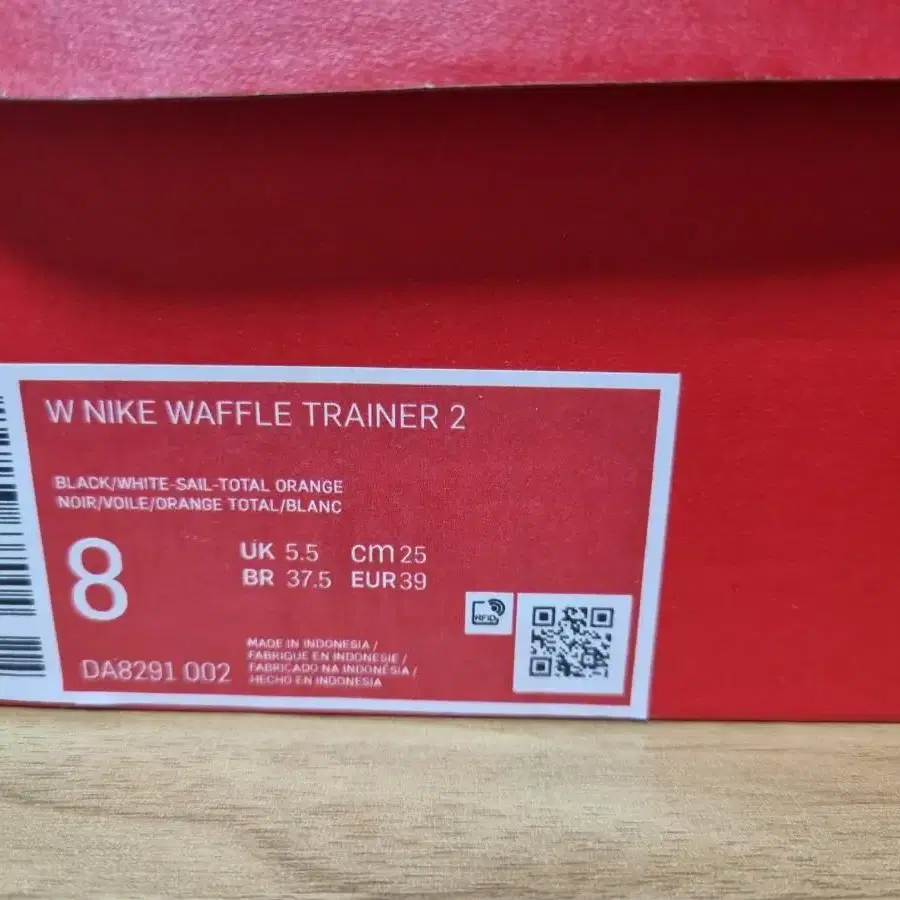 W NIKE WAFFLE TRAINER 2
BLACK/WHITE-SAIL-TOTAL ORANGE
NOIR/VOILE/ORANGE TOTAL/BLANC
8
UK 5.5 cm 25
BR 37.5 EUR 39
RFID
DA8291 002
MADE IN INDONESIA /
FABRIQUE EN INDONESIE /
FABRICADO NA INDONÉSIA /
HECHO EN INDONESIA